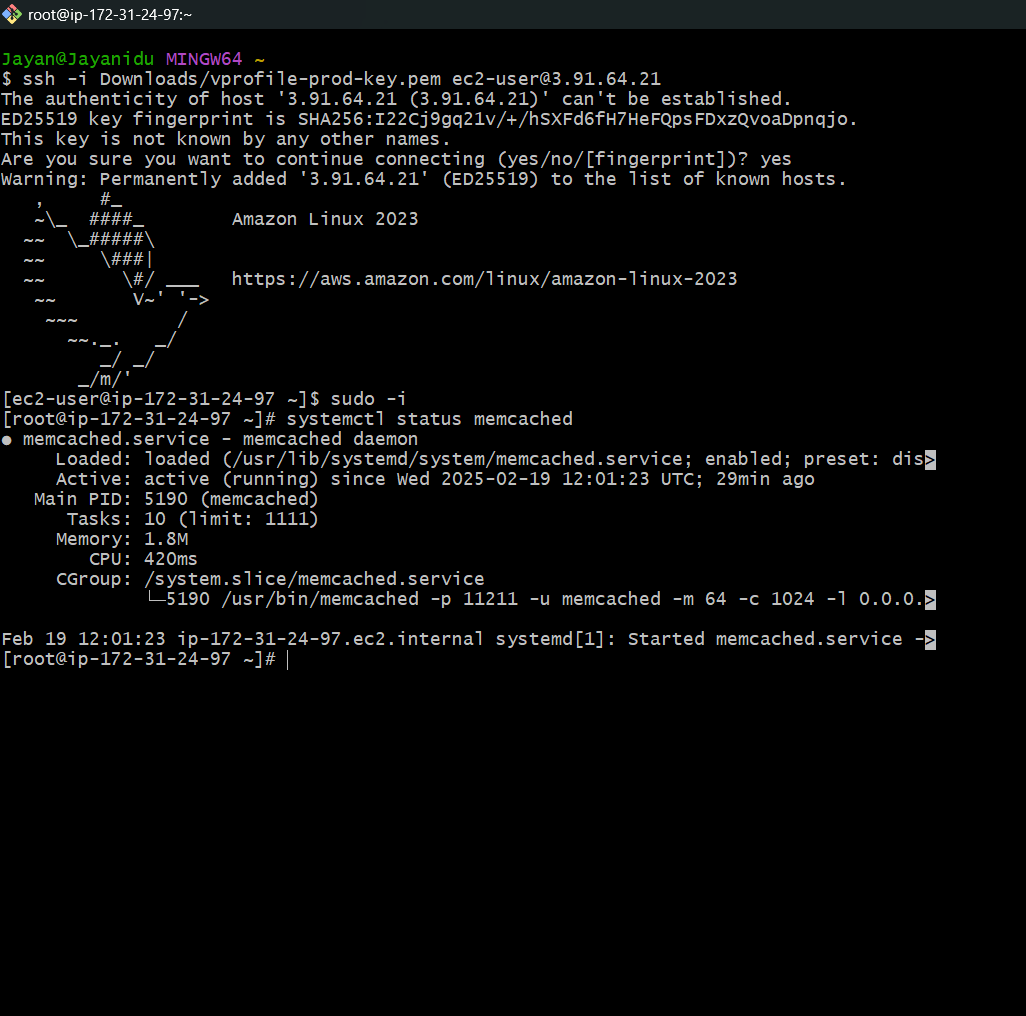 root@ip-172-31-24-97:~
Jayan@Jayanidu MINGW64 ~
$ ssh -i Downloads/vprofile-prod-key.pem ec2-user@3.91.64.21
The authenticity of host '3.91.64.21 (3.91.64.21)' can't be established.
ED25519 key fingerprint is SHA256:I22Cj9gq21v/+/hSXFd6fH7HeFQpsFDxzQvoaDpnqjo.
This key is not known by any other names.
Are you sure you want to continue connecting (yes/no/[fingerprint])? yes
Warning: Permanently added '3.91.64.21' (ED25519) to the list of known hosts.
   ,     #_
   ~\_  ####_        Amazon Linux 2023
  ~~  \_#####\
  ~~     \###|
  ~~       \#/ ___   https://aws.amazon.com/linux/amazon-linux-2023
   ~~       V~' '->
    ~~~         /
      ~~._.   _/
         _/ _/
       _/m/'
[ec2-user@ip-172-31-24-97 ~]$ sudo -i
[root@ip-172-31-24-97 ~]# systemctl status memcached
● memcached.service - memcached daemon
     Loaded: loaded (/usr/lib/systemd/system/memcached.service; enabled; preset: dis>
     Active: active (running) since Wed 2025-02-19 12:01:23 UTC; 29min ago
   Main PID: 5190 (memcached)
      Tasks: 10 (limit: 1111)
     Memory: 1.8M
        CPU: 420ms
     CGroup: /system.slice/memcached.service
             └─5190 /usr/bin/memcached -p 11211 -u memcached -m 64 -c 1024 -l 0.0.0.>
Feb 19 12:01:23 ip-172-31-24-97.ec2.internal systemd[1]: Started memcached.service ->
[root@ip-172-31-24-97 ~]#